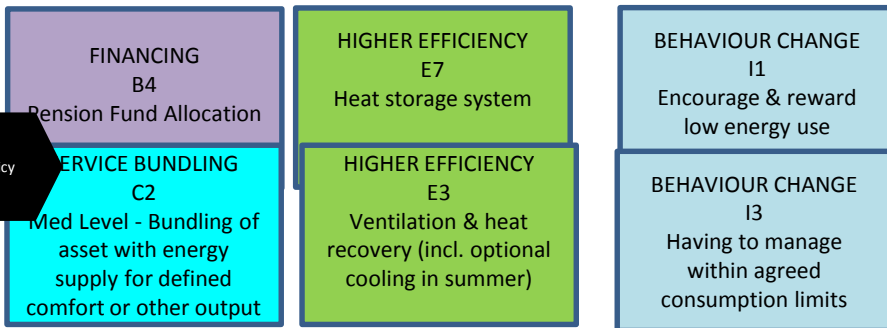 FINANCING
B4
Pension Fund Allocation
HIGHER EFFICIENCY
E7
Heat storage system
BEHAVIOUR CHANGE
I1
Encourage & reward
low energy use
SERVICE BUNDLING
C2
Med Level - Bundling of
asset with energy
supply for defined
comfort or other output
HIGHER EFFICIENCY
E3
Ventilation & heat
recovery (incl. optional
cooling in summer)
BEHAVIOUR CHANGE
I3
Having to manage
within agreed
consumption limits